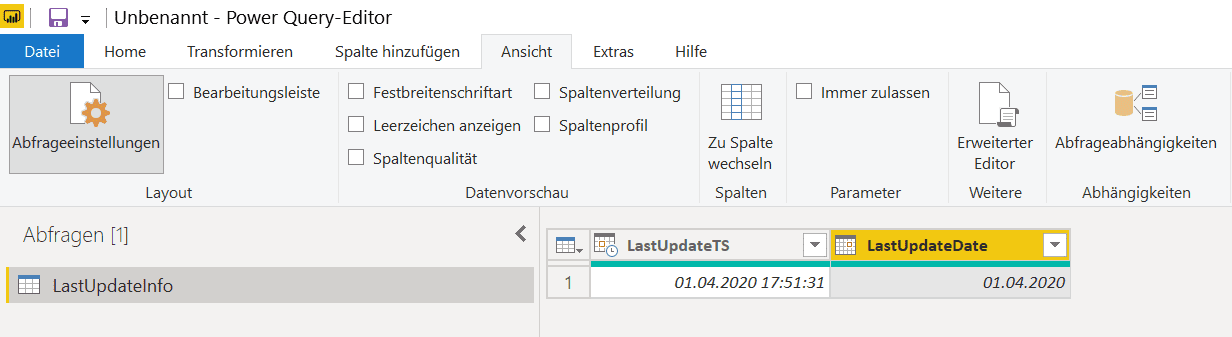 Unbenannt - Power Query-Editor
Datei Home Transformieren Spalte hinzufügen Ansicht Extras Hilfe
Abfrageeinstellungen
Bearbeitungsleiste
Layout
Festbreitenschriftart
Leerzeichen anzeigen
Spaltenqualität
Spaltenverteilung
Spaltenprofil
Datenvorschau
Zu Spalte
wechseln
Spalten
Immer zulassen
Parameter
Erweiterter
Editor
Weitere
Abfrageabhängigkeiten
Abhängigkeiten
Abfragen [1]
LastUpdateInfo
LastUpdateTS LastUpdateDate
1 01.04.2020 17:51:31 01.04.2020